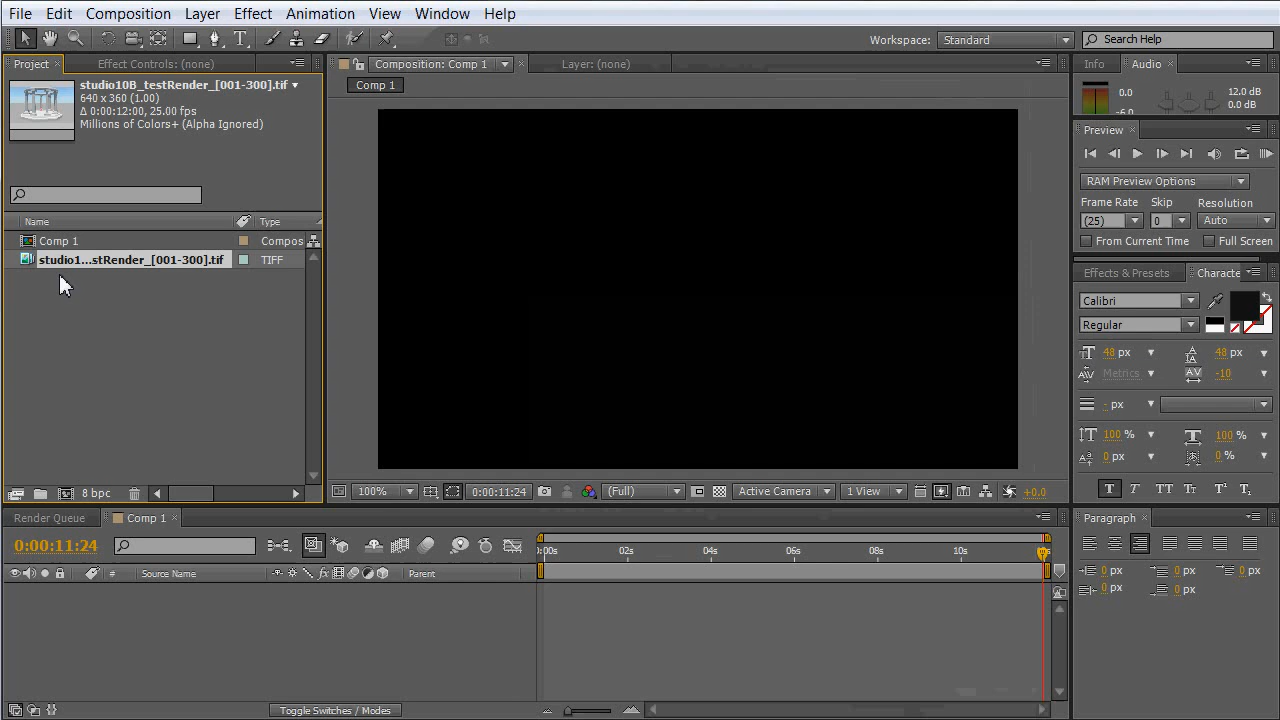 File Edit Composition Layer Effect Animation View Window Help
Workspace: Standard Search Help
Project Effect Controls: (none) Composition: Comp 1 Layer: (none) Info Audio
studio10B_testRender_[001-300].tif
640 x 360 (1.00)
Δ 0:00:12:00, 25.00 fps
Millions of Colors+ (Alpha Ignored)
Comp 1
0.0 12.0 dB
-6.0 0.0 dB
Preview
RAM Preview Options
Frame Rate Skip Resolution
(25) 0 Auto
From Current Time Full Screen
Name Type
Comp 1 Compos
studio1...stRender_[001-300].tif TIFF
Effects & Presets Characte
Calibri
Regular
48 px 48 px
Metrics -10
- px
100 % 100 %
0 px 0 %
T T TT Tт T¹ T₁
8 bpc
100% 0:00:11:24 (Full) Active Camera 1 View +0.0
Render Queue Comp 1
0:00:11:24
:00s 02s 04s 06s 08s 10s
# Source Name fx Parent
Paragraph
0 px 0 px 0 px
0 px 0 px
Toggle Switches / Modes